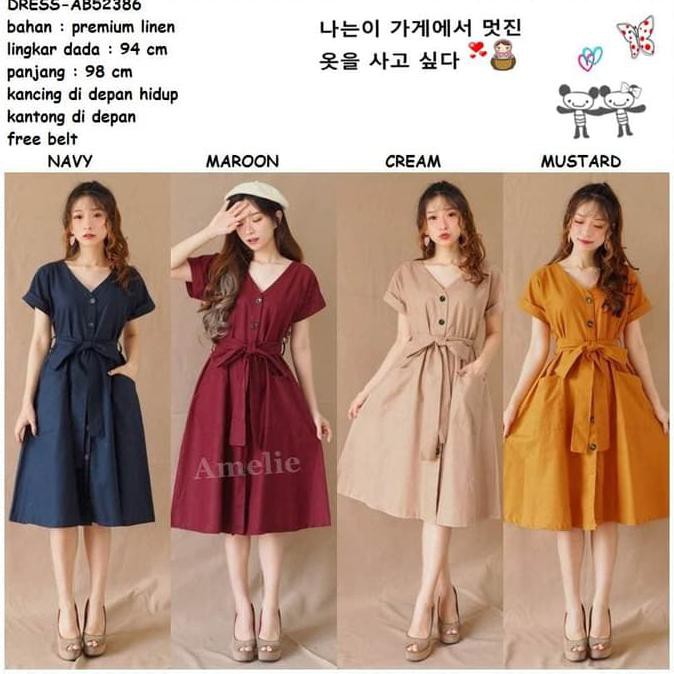 DRESS-AB52386
bahan : premium linen
lingkar dada : 94 cm
panjang : 98 cm
kancing di depan hidup
kantong di depan
free belt
나는이 가게에서 멋진
옷을 사고 싶다
NAVY
MAROON
CREAM
MUSTARD
Amelie